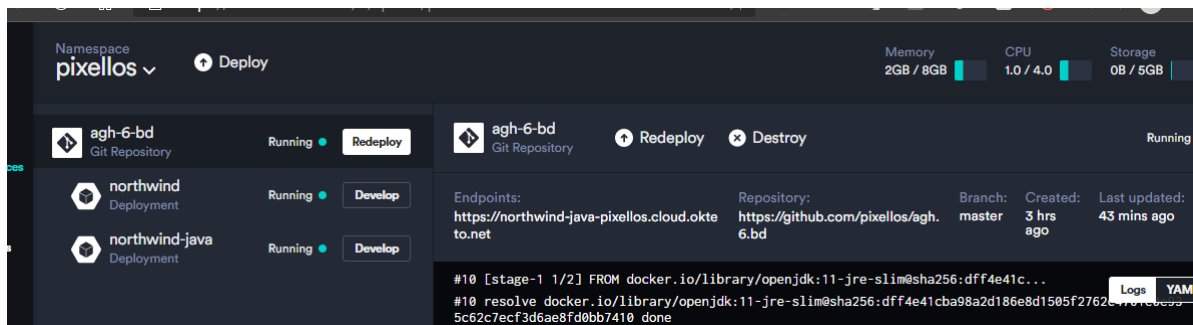 Namespace
pixellos
Deploy
Memory
2GB / 8GB
CPU
1.0 / 4.0
Storage
0B / 5GB
agh-6-bd
Git Repository
Running
Redeploy
northwind
Deployment
Running
Develop
northwind-java
Deployment
Running
Develop
agh-6-bd
Git Repository
Redeploy
Destroy
Running
Endpoints:
https://northwind-java-pixellos.cloud.okte
to.net
Repository:
https://github.com/pixellos/agh.
6.bd
Branch:
master
Created:
3 hrs
ago
Last updated:
43 mins ago
#10 [stage-1 1/2] FROM docker.io/library/openjdk:11-jre-slim@sha256:dff4e41c...
#10 resolve docker.io/library/openjdk:11-jre-slim@sha256:dff4e41cba98a2d186e8d1505f2762
5c62c7ecf3d6ae8fd0bb7410 done
Logs
YAM